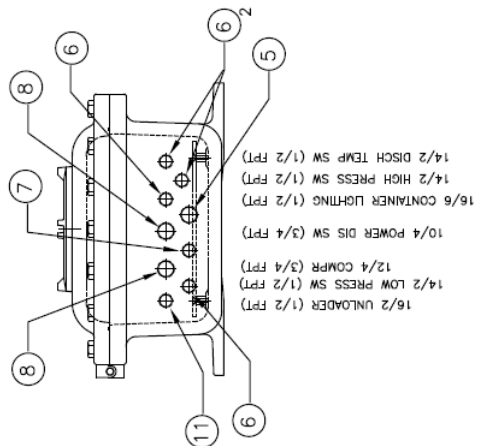 6
2
6
5
8
7
8
11
6
14/2 DISCH TEMP SW (1/2 FPT)
14/2 HIGH PRESS SW (1/2 FPT)
16/6 CONTAINER LIGHTING (1/2 FPT)
10/4 POWER DIS SW (3/4 FPT)
12/4 COMPR (3/4 FPT)
14/2 LOW PRESS SW (1/2 FPT)
16/2 UNLOADER (1/2 FPT)